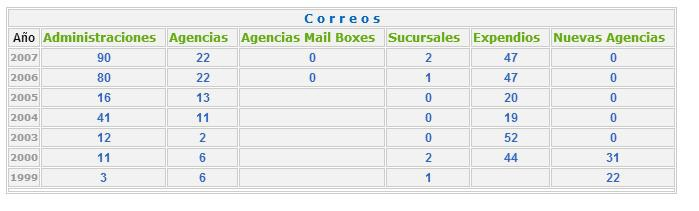 Correos
Año Administraciones Agencias Agencias Mail Boxes Sucursales Expendios Nuevas Agencias
2007 90 22 0 2 47 0
2006 80 22 0 1 47 0
2005 16 13 0 20 0
2004 41 11 0 19 0
2003 12 2 0 52 0
2000 11 6 2 44 31
1999 3 6 1 22